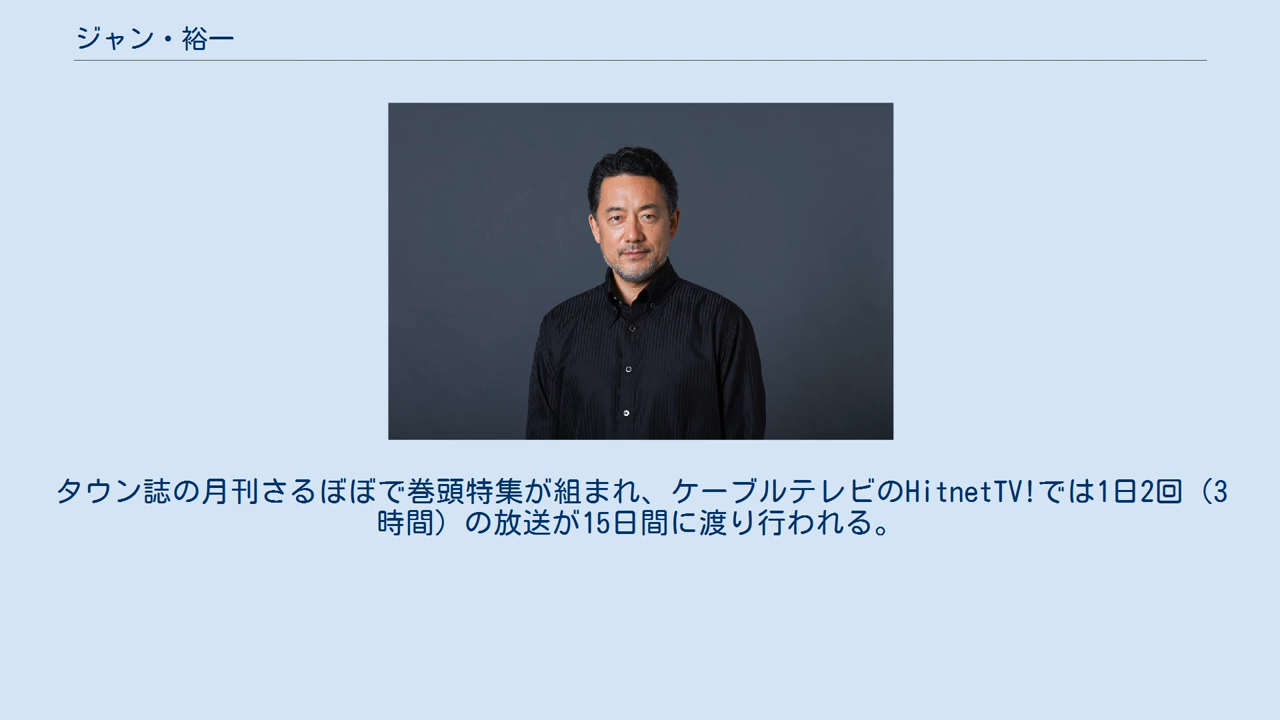 ジャン・裕一
タウン誌の月刊さるぼぼで巻頭特集が組まれ、ケーブルテレビのHitnetTV!では1日2回（3
時間）の放送が15日間に渡り行われる。